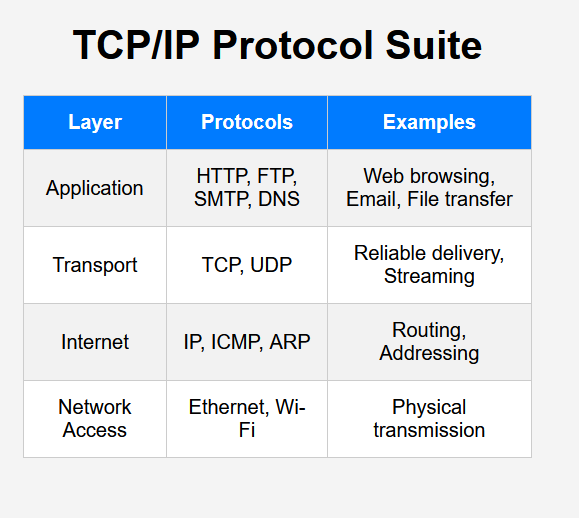 TCP/IP Protocol Suite
Layer Protocols Examples
Application
HTTP, FTP,
SMTP, DNS
Web browsing,
Email, File transfer
Transport
TCP, UDP
Reliable delivery,
Streaming
Internet
IP, ICMP, ARP
Routing,
Addressing
Network
Access
Ethernet, Wi-
Fi
Physical
transmission